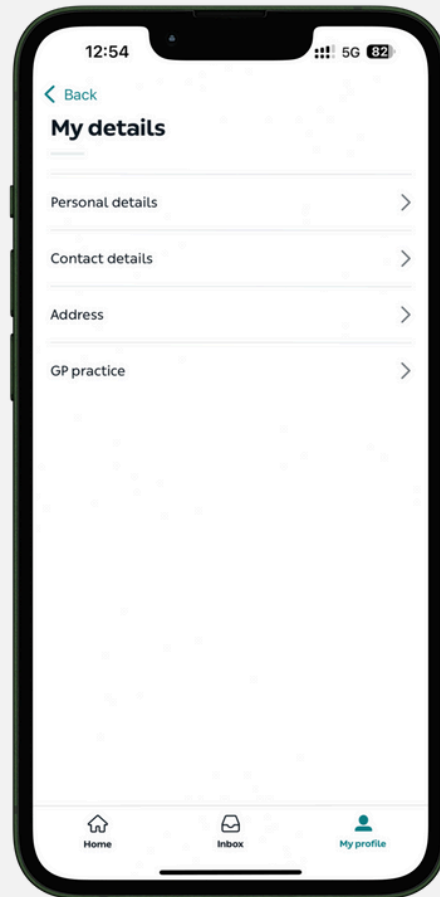 12:54
5G 82
Back
My details
Personal details
Contact details
Address
GP practice
Home
Inbox
My profile